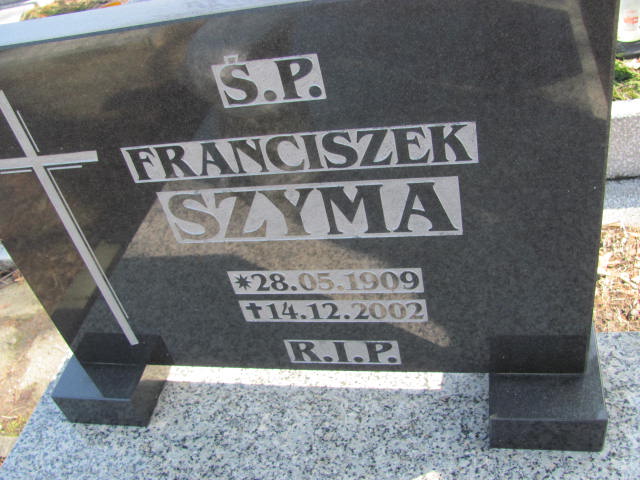 Ś.P.
FRANCISZEK
SZYMA
*28.05.1909
✝14.12.2002
R.I.P.